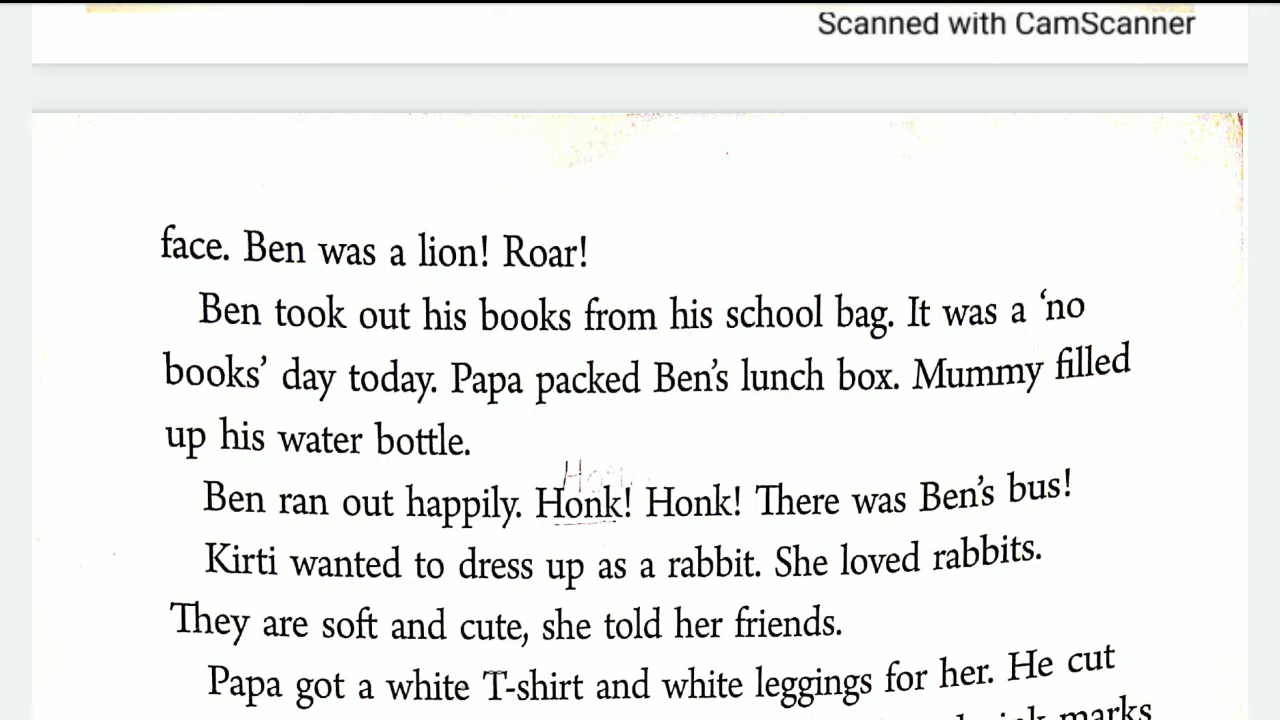 Scanned with CamScanner
face. Ben was a lion! Roar!
Ben took out his books from his school bag. It was a ‘no
books’ day today. Papa packed Ben’s lunch box. Mummy filled
up his water bottle.
Ben ran out happily. Honk! Honk! There was Ben’s bus!
Kirti wanted to dress up as a rabbit. She loved rabbits.
They are soft and cute, she told her friends.
Papa got a white T-shirt and white leggings for her. He cut
marks